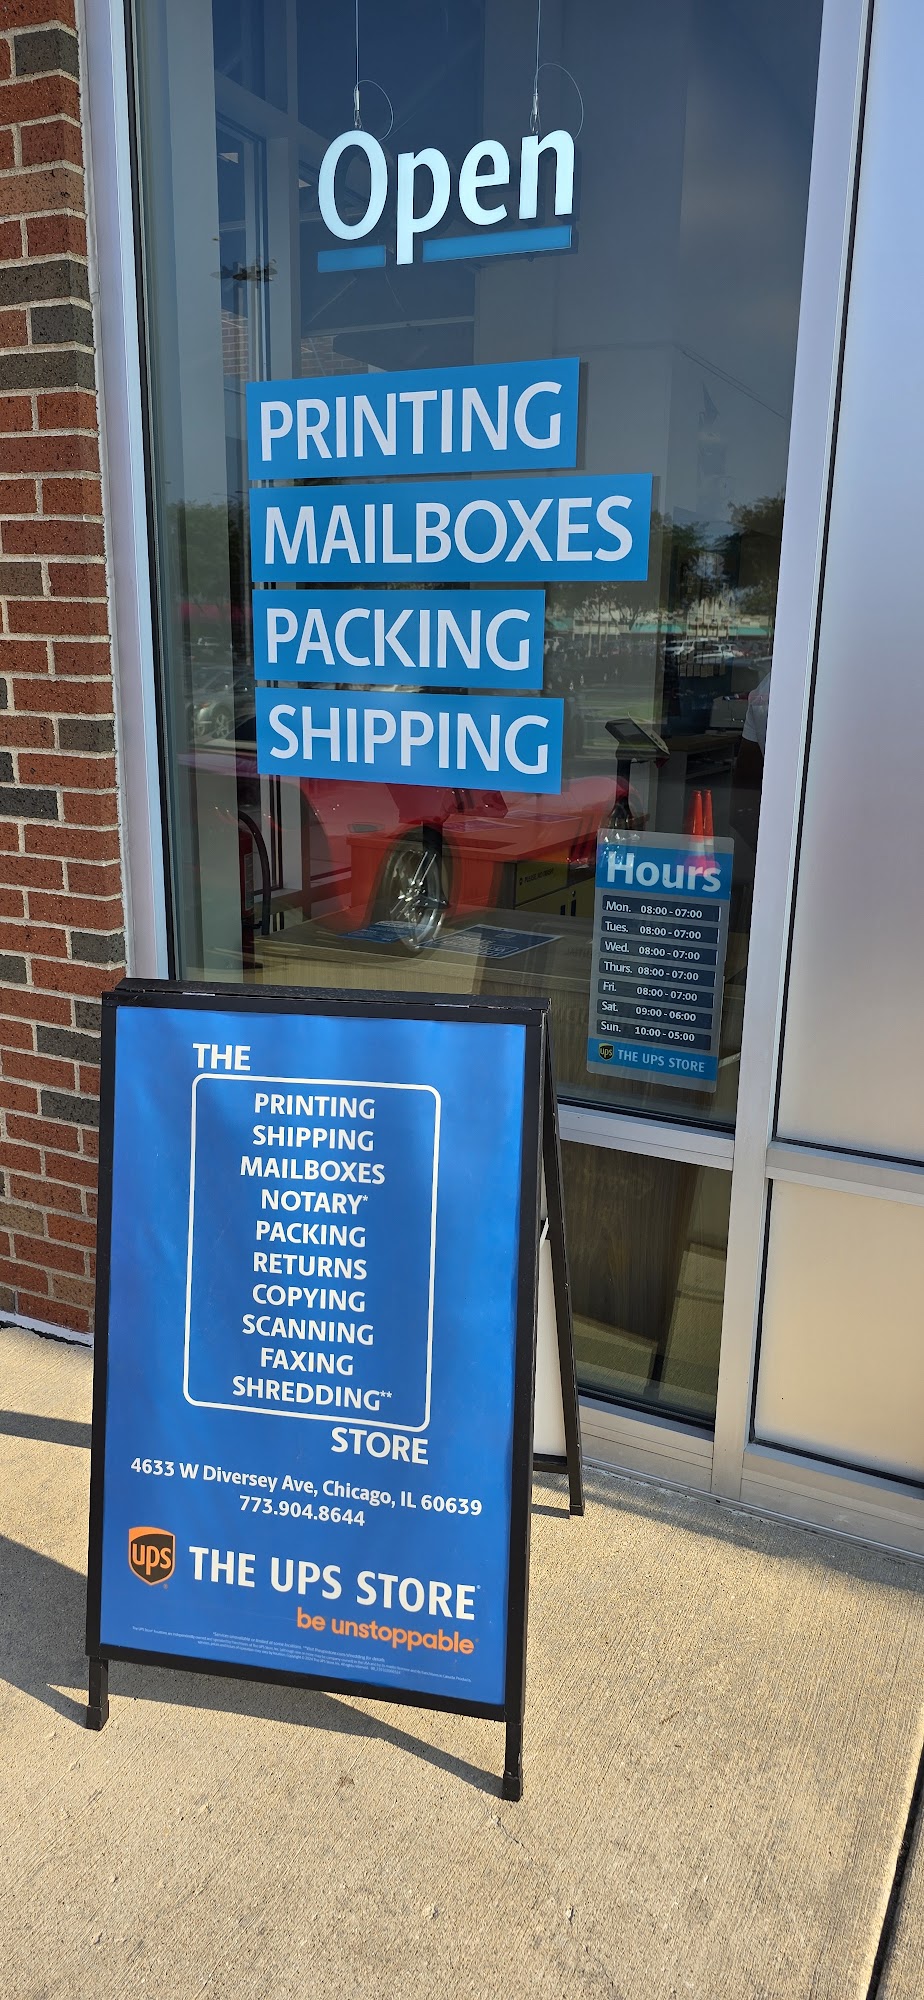 Open
PRINTING
MAILBOXES
PACKING
SHIPPING
Hours
Mon. 08:00 - 07:00
Tues. 08:00 - 07:00
Wed. 08:00 - 07:00
Thurs. 08:00 - 07:00
Fri. 08:00 - 07:00
Sat. 09:00 - 06:00
Sun. 10:00 - 05:00
ups THE UPS STORE
THE
PRINTING
SHIPPING
MAILBOXES
NOTARY*
PACKING
RETURNS
COPYING
SCANNING
FAXING
SHREDDING**
STORE
4633 W Diversey Ave, Chicago, IL 60639
773.904.8644
ups THE UPS STORE
be unstoppable